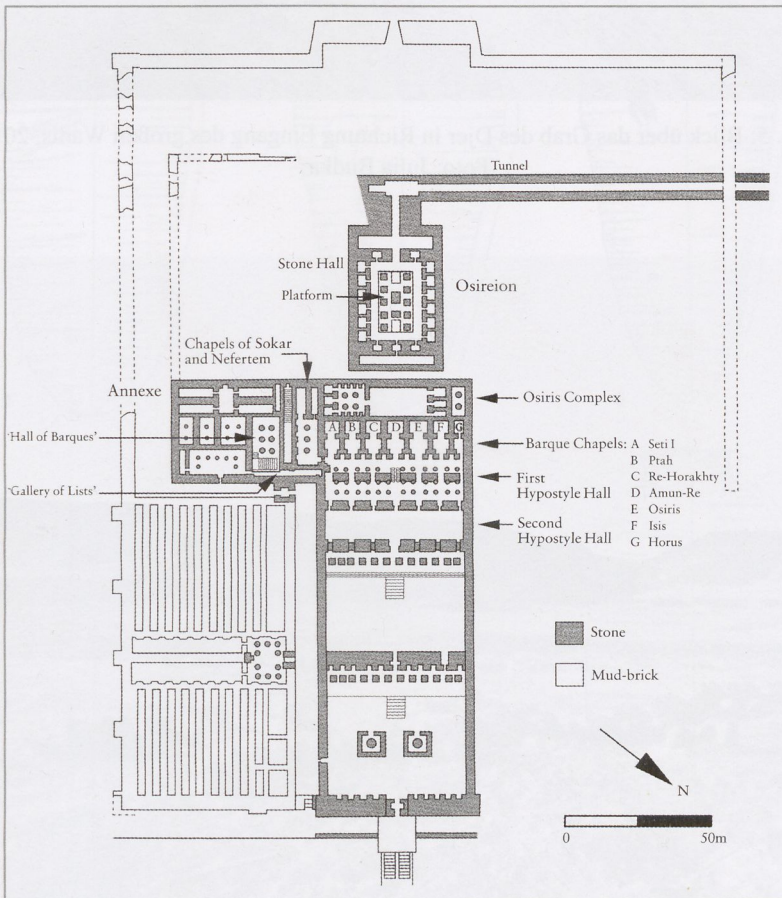 Tunnel
Stone Hall
Osireion
Platform
Chapels of Sokar
and Nefertem
Annexe
Osiris Complex
A B C D E F G
'Hall of Barques'
Barque Chapels: A Seti I
B Ptah
First
Hypostyle Hall
C Re-Horakhty
D Amun-Re
'Gallery of Lists'
E Osiris
Second
Hypostyle Hall
F Isis
G Horus
Stone
Mud-brick
N
0 50m